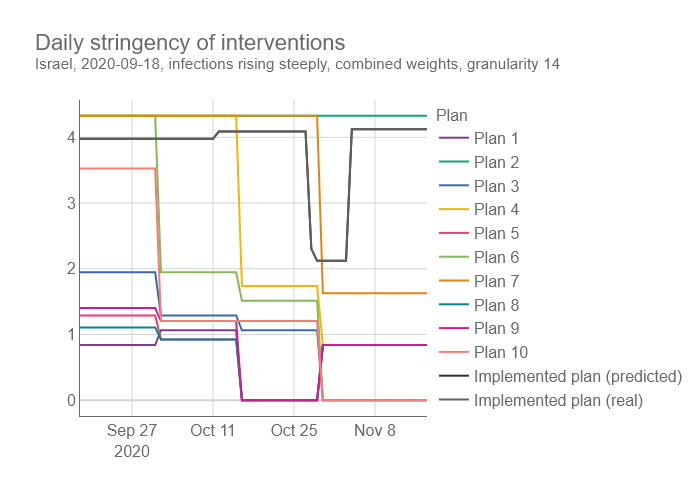 Daily stringency of interventions
Israel, 2020-09-18, infections rising steeply, combined weights, granularity 14
Plan
4
3
2
1
0
Sep 27
2020
Oct 11
Oct 25
Nov 8
Plan 1
Plan 2
Plan 3
Plan 4
Plan 5
Plan 6
Plan 7
Plan 8
Plan 9
Plan 10
Implemented plan (predicted)
Implemented plan (real)